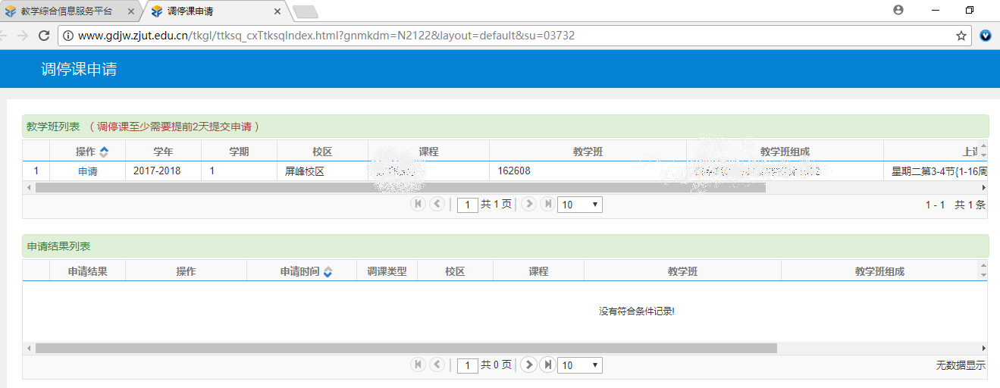 教学综合信息服务平台 调停课申请
www.gdjw.zjut.edu.cn/tkgl/ttksq_cxTtksqIndex.html?gnmkdm=N2122&layout=default&su=03732
调停课申请
教学班列表 （调停课至少需要提前2天提交申请）
操作 学年 学期 校区 课程 教学班 教学班组成
1 申请 2017-2018 1 屏峰校区 162608 星期二第3-4节{1-16周
1 共 1 页 10 1 - 1 共 1 条
申请结果列表
申请结果 操作 申请时间 调课类型 校区 课程 教学班 教学班组成
没有符合条件记录!
1 共 0 页 10 无数据显示